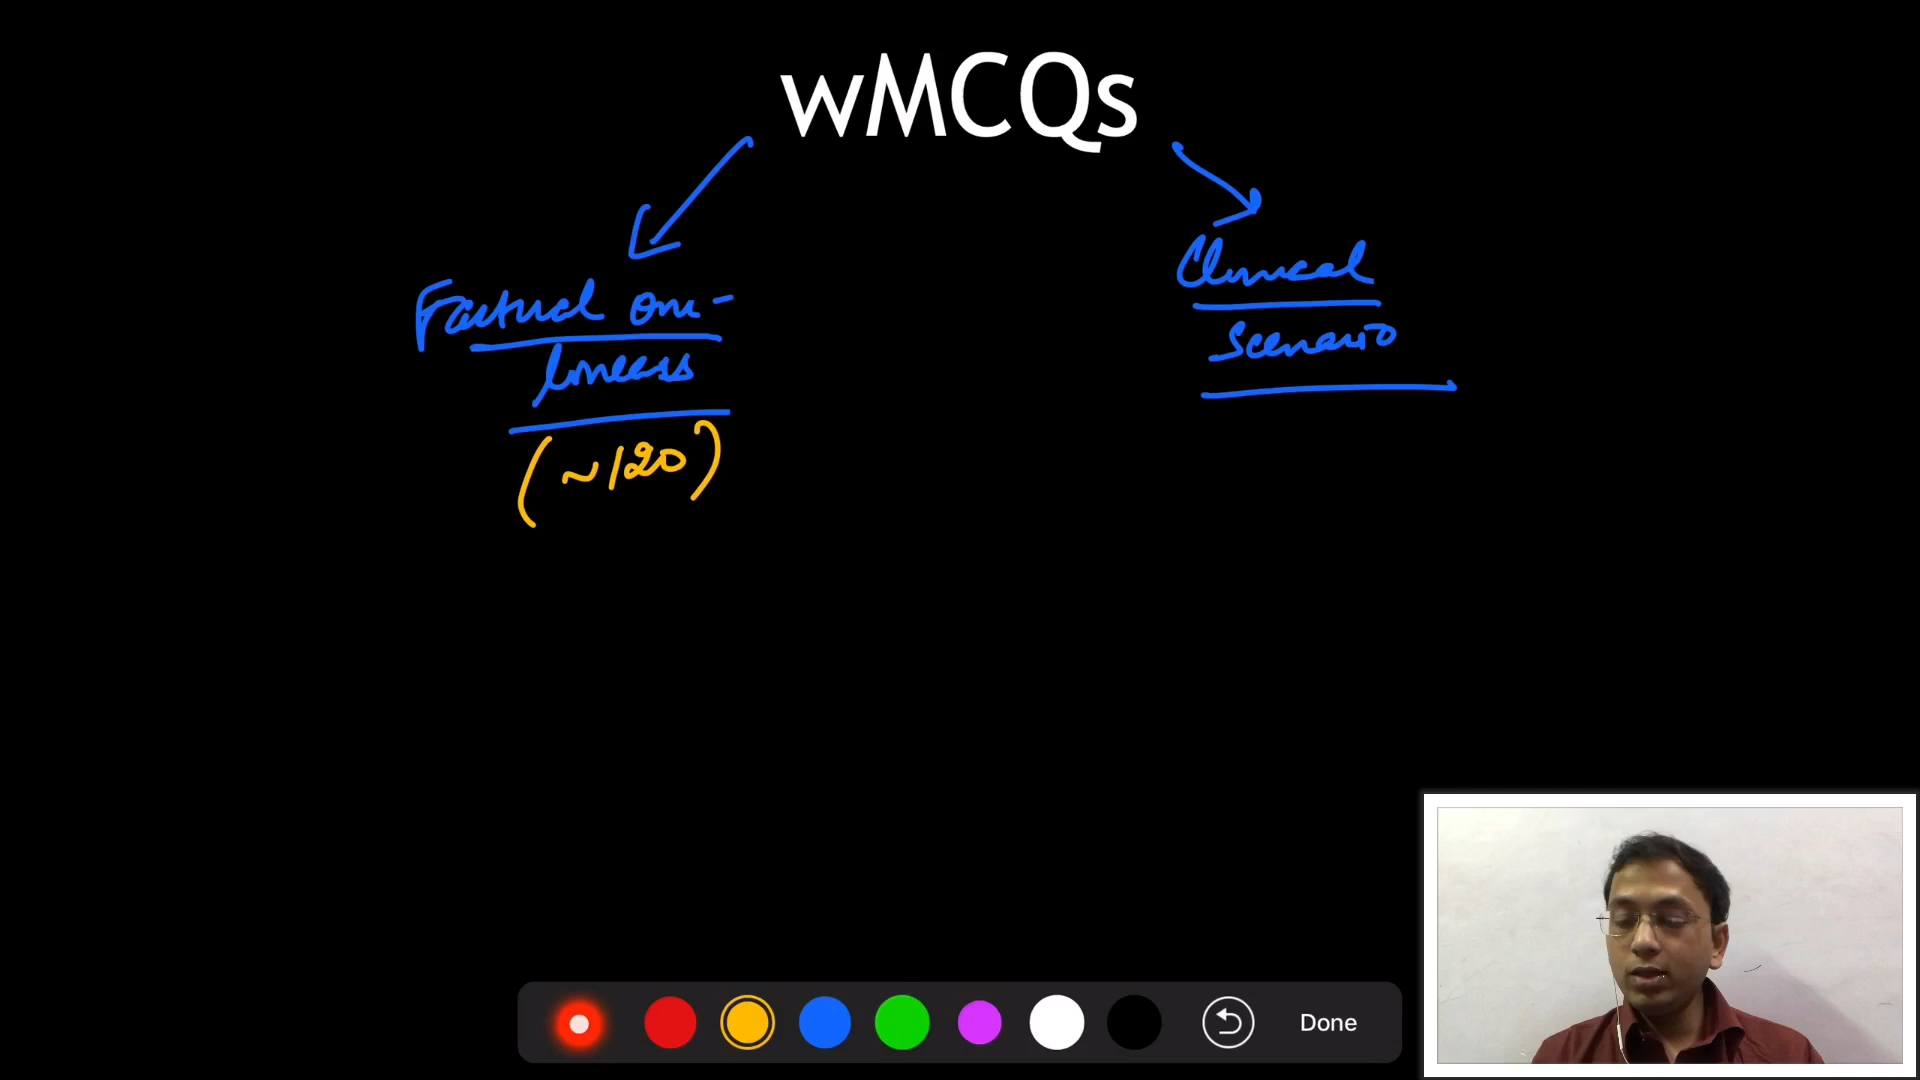 wMCQs
Factual one-
liners
(~120)
Clinical
Scenario
Done